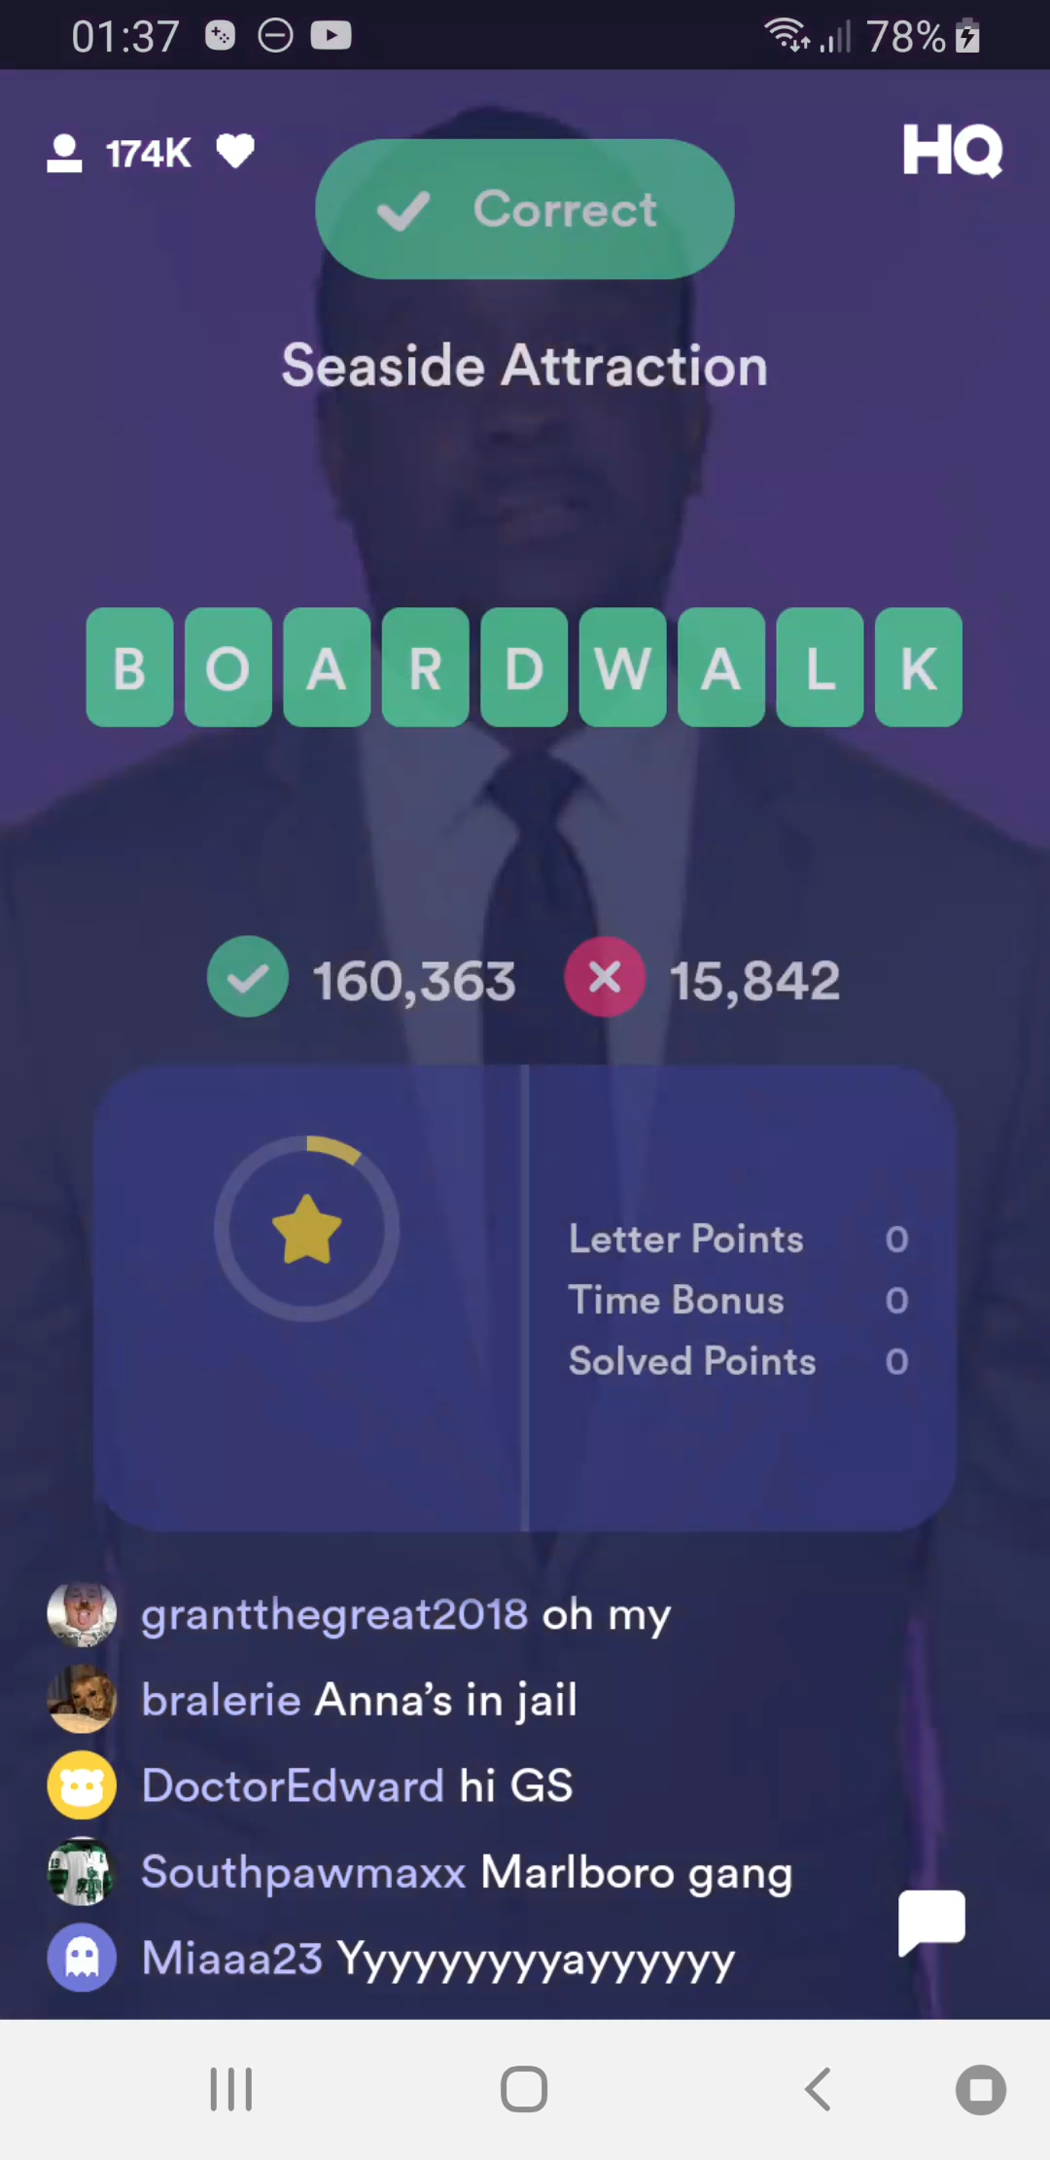 01:37
78%
174K
HQ
Correct
Seaside Attraction
BOARDWALK
160,363 15,842
Letter Points 0
Time Bonus 0
Solved Points 0
grantthegreat2018 oh my
bralerie Anna’s in jail
DoctorEdward hi GS
Southpawmaxx Marlboro gang
Miaaa23 Yyyyyyyyyayyyyyy